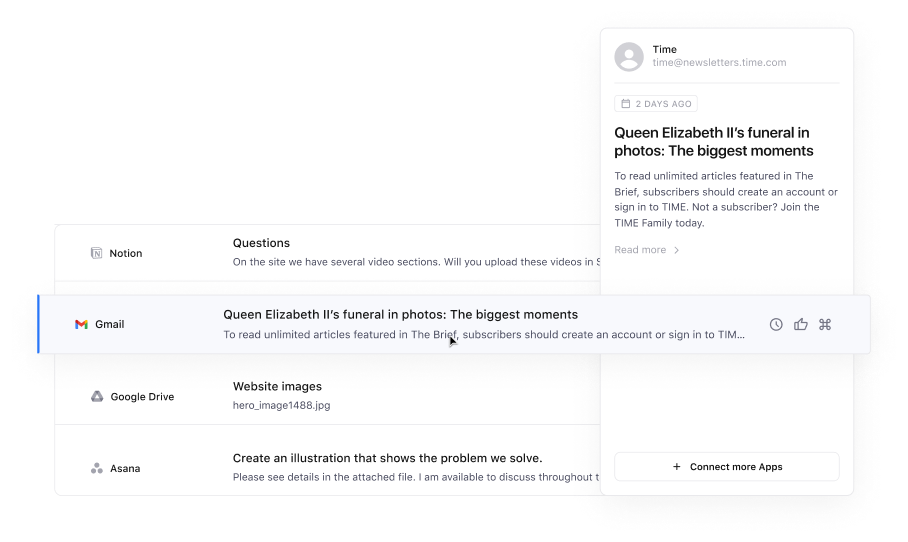 Time
time@newsletters.time.com
2 DAYS AGO
Queen Elizabeth II’s funeral in
photos: The biggest moments
To read unlimited articles featured in The
Brief, subscribers should create an account or
sign in to TIME. Not a subscriber? Join the
TIME Family today.
Read more
Notion
Questions
On the site we have several video sections. Will you upload these videos in S
Gmail
Queen Elizabeth II’s funeral in photos: The biggest moments
To read unlimited articles featured in The Brief, subscribers should create an account or sign in to TIM...
Google Drive
Website images
hero_image1488.jpg
Asana
Create an illustration that shows the problem we solve.
Please see details in the attached file. I am available to discuss throughout t
+ Connect more Apps